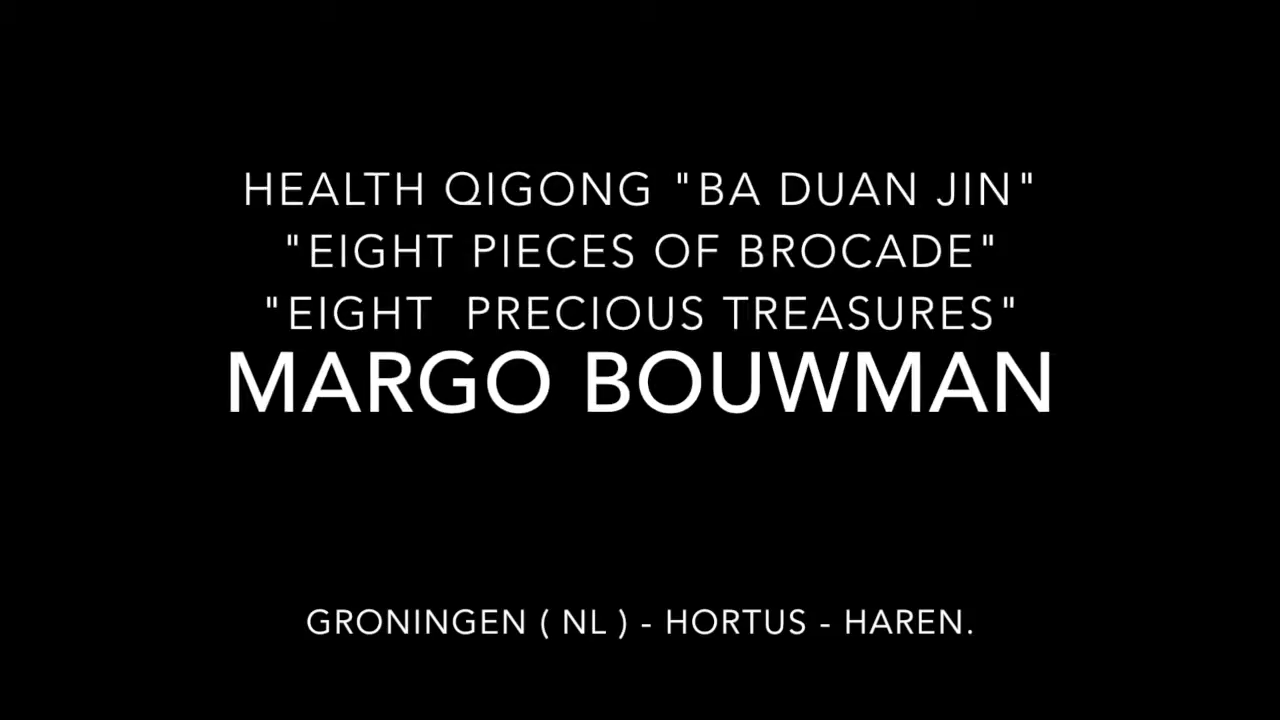 HEALTH QIGONG "BA DUAN JIN"
"EIGHT PIECES OF BROCADE"
"EIGHT  PRECIOUS TREASURES"
MARGO BOUWMAN
GRONINGEN ( NL ) - HORTUS - HAREN.